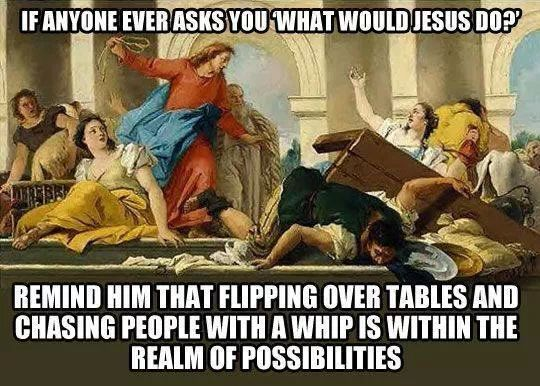 IF ANYONE EVER ASKS YOU 'WHAT WOULD JESUS DO?'
REMIND HIM THAT FLIPPING OVER TABLES AND
CHASING PEOPLE WITH A WHIP IS WITHIN THE
REALM OF POSSIBILITIES